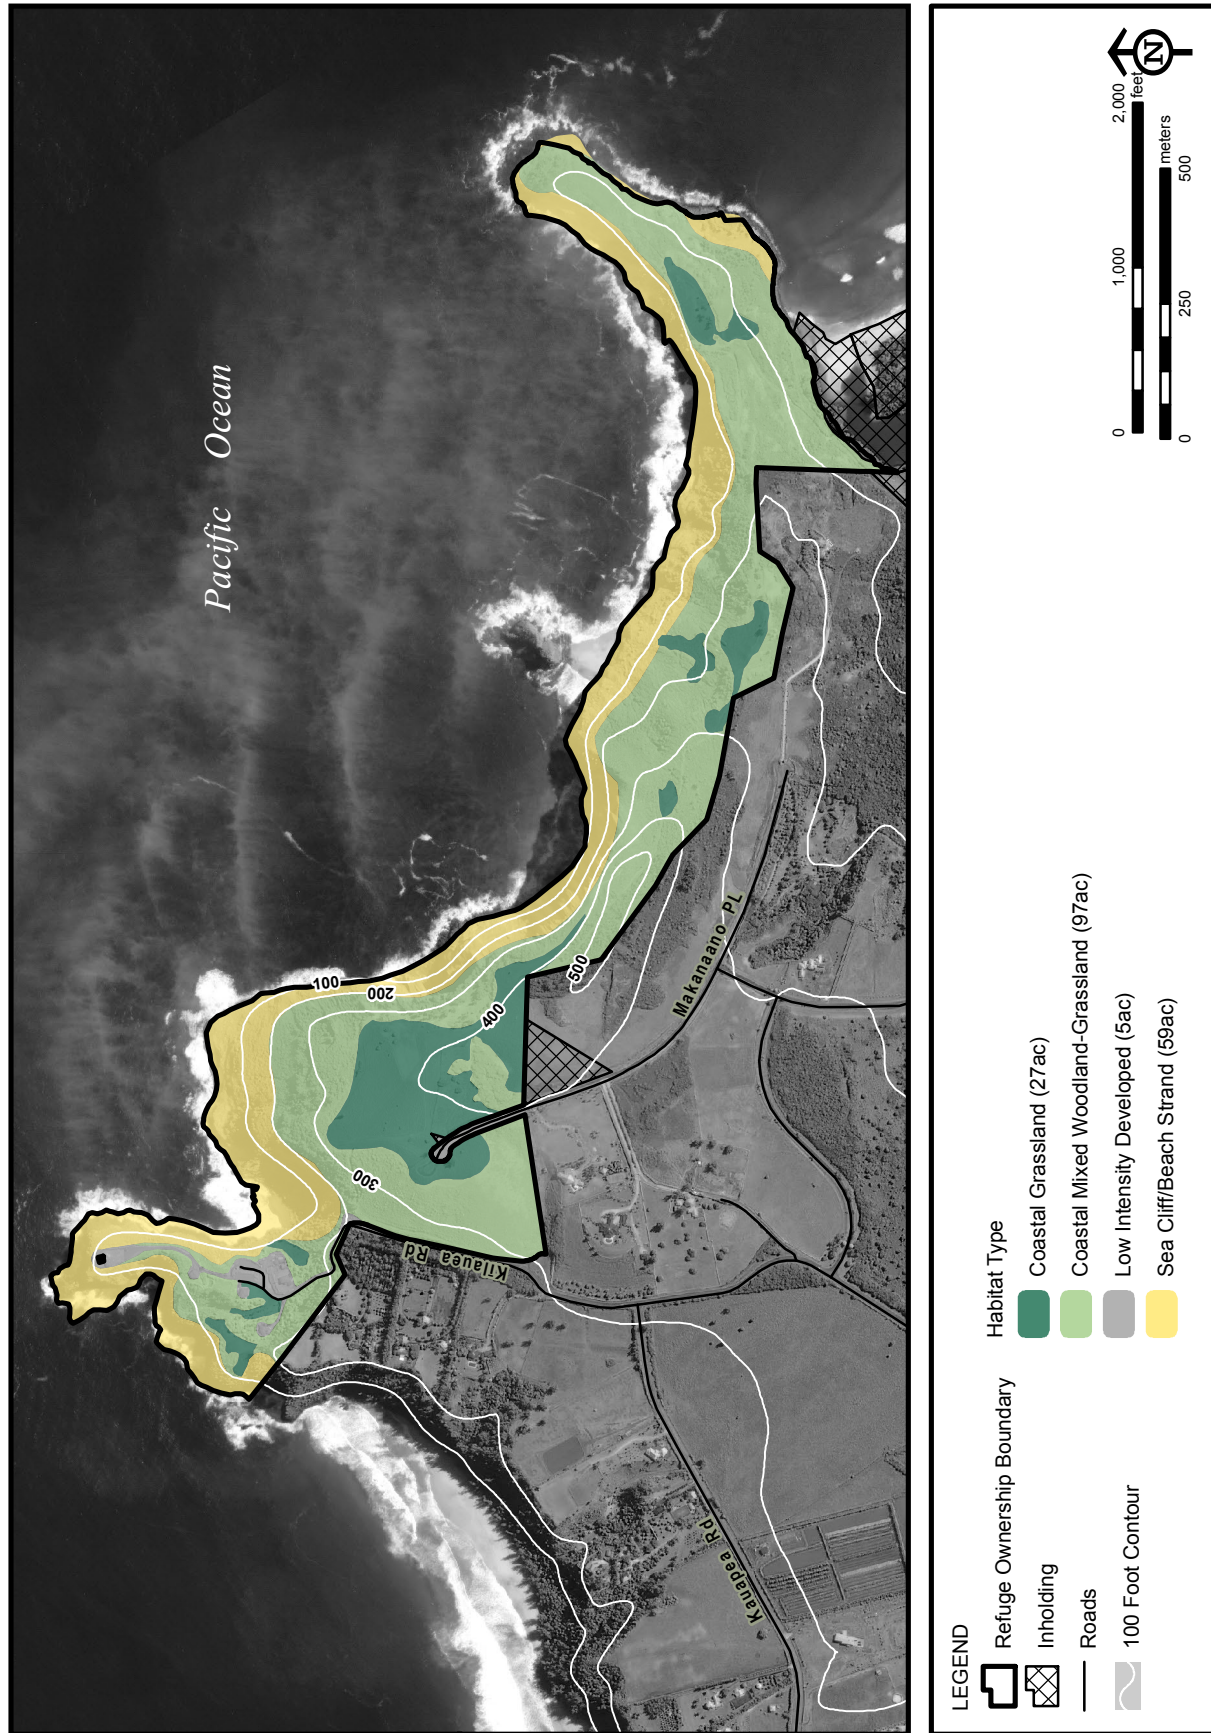 Pacific Ocean
100
200
300
400
500
Kilauea Rd
Makanaano PL
Kauapea Rd
LEGEND
Refuge Ownership Boundary
Inholding
Roads
100 Foot Contour
Habitat Type
Coastal Grassland (27ac)
Coastal Mixed Woodland-Grassland (97ac)
Low Intensity Developed (5ac)
Sea Cliff/Beach Strand (59ac)
0 1,000 2,000
feet
meters
0 250 500
N